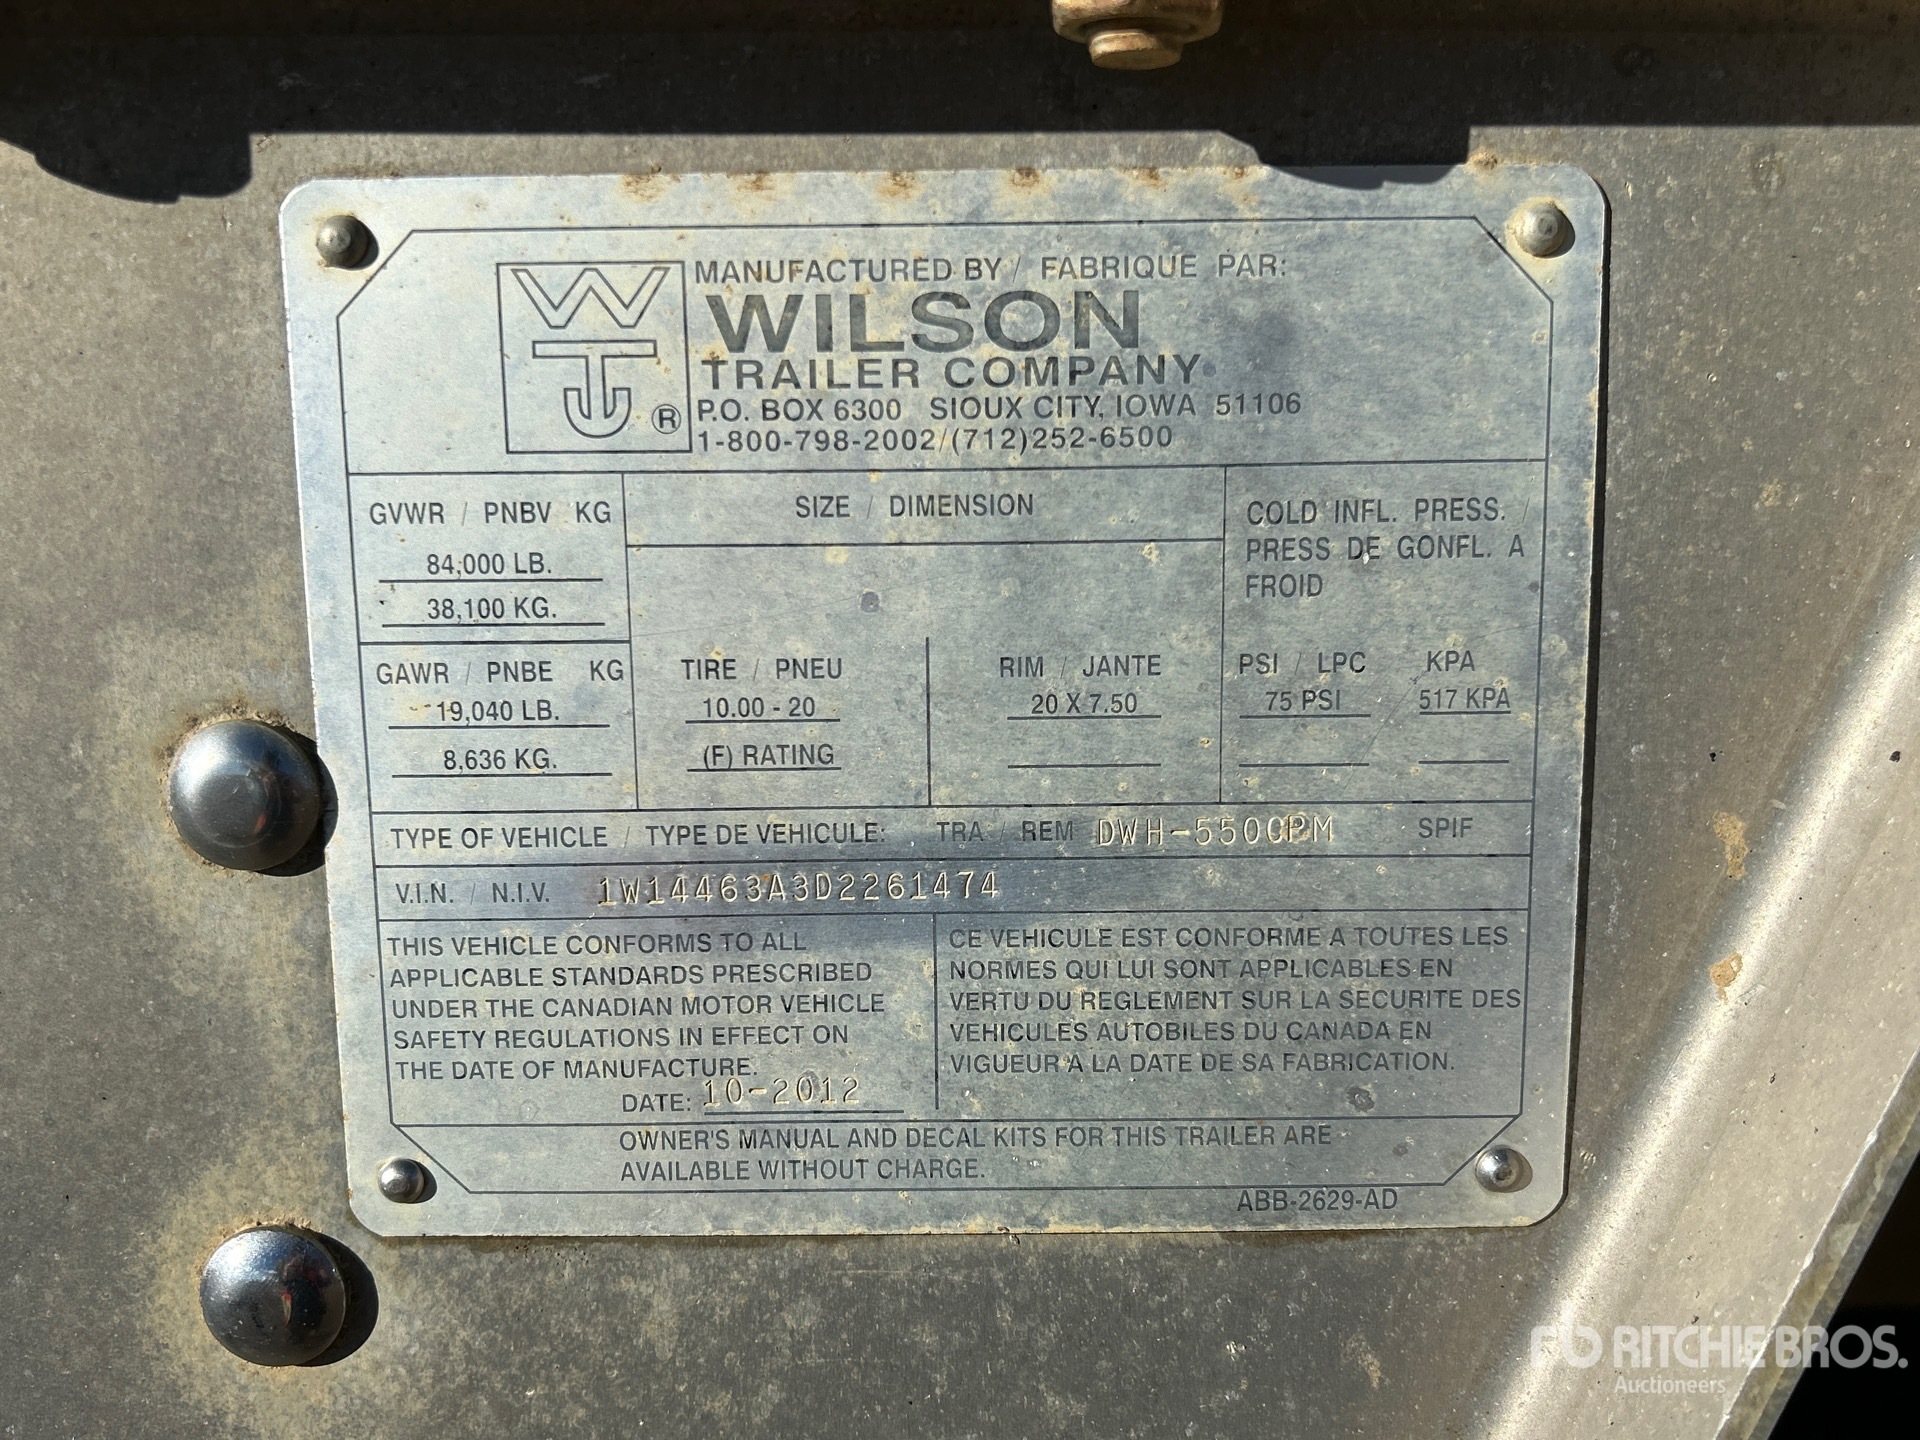 MANUFACTURED BY / FABRIQUE PAR:
WILSON
TRAILER COMPANY
WTJ ®
P.O. BOX 6300 SIOUX CITY, IOWA 51106
1-800-798-2002/(712)252-6500
GVWR / PNBV KG
84,000 LB.
38,100 KG.
SIZE / DIMENSION
COLD INFL. PRESS. /
PRESS DE GONFL. A
FROID
GAWR / PNBE KG
19,040 LB.
8,636 KG.
TIRE / PNEU
10.00 - 20
(F) RATING
RIM / JANTE
20 X 7.50
PSI / LPC KPA
75 PSI 517 KPA
TYPE OF VEHICLE / TYPE DE VEHICULE: TRA / REM DWH-550CPM SPIF
V.I.N. / N.I.V. 1W14463A3D2261474
THIS VEHICLE CONFORMS TO ALL
APPLICABLE STANDARDS PRESCRIBED
UNDER THE CANADIAN MOTOR VEHICLE
SAFETY REGULATIONS IN EFFECT ON
THE DATE OF MANUFACTURE.
DATE: 10-2012
CE VEHICULE EST CONFORME A TOUTES LES
NORMES QUI LUI SONT APPLICABLES EN
VERTU DU REGLEMENT SUR LA SECURITE DES
VEHICULES AUTOBILES DU CANADA EN
VIGUEUR A LA DATE DE SA FABRICATION.
OWNER'S MANUAL AND DECAL KITS FOR THIS TRAILER ARE
AVAILABLE WITHOUT CHARGE.
ABB-2629-AD
rb RITCHIE BROS.
Auctioneers